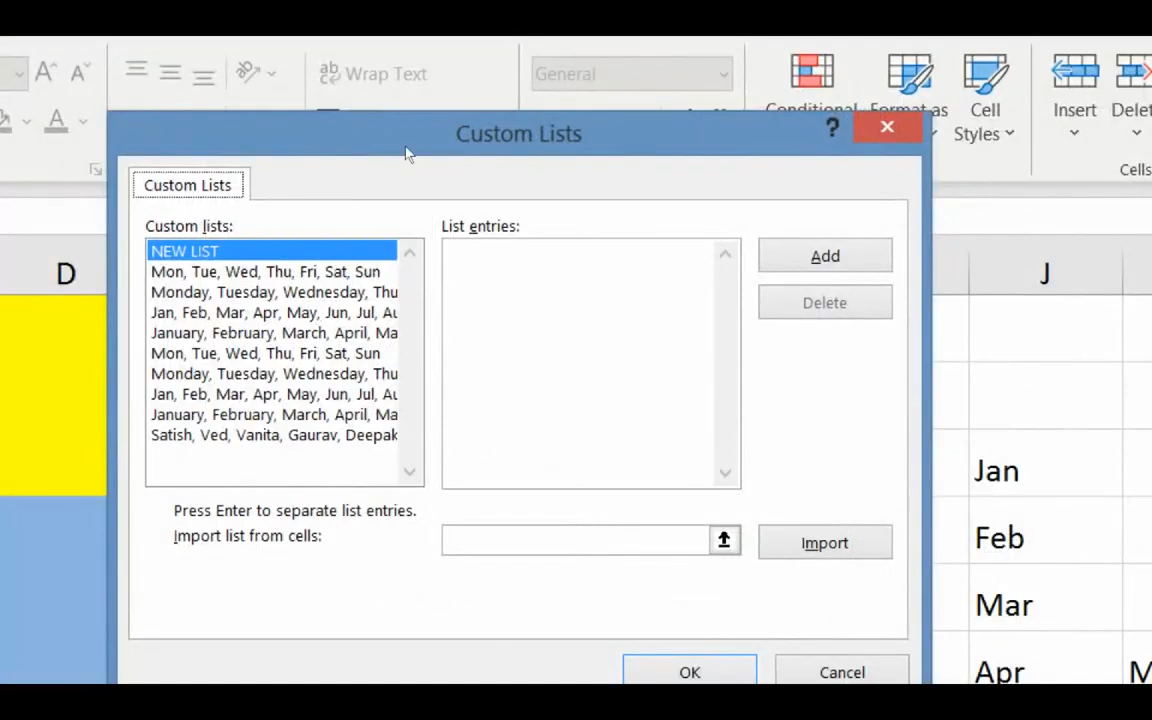 Wrap Text
General
Cell
Styles
Insert
Cells
Custom Lists
?
Custom Lists
Custom lists:
List entries:
NEW LIST
Mon, Tue, Wed, Thu, Fri, Sat, Sun
Monday, Tuesday, Wednesday, Thu
Jan, Feb, Mar, Apr, May, Jun, Jul, Au
January, February, March, April, Ma
Mon, Tue, Wed, Thu, Fri, Sat, Sun
Monday, Tuesday, Wednesday, Thu
Jan, Feb, Mar, Apr, May, Jun, Jul, Au
January, February, March, April, Ma
Satish, Ved, Vanita, Gaurav, Deepak
Add
Delete
Press Enter to separate list entries.
Import list from cells:
Import
OK
Cancel
D
J
Jan
Feb
Mar
Apr